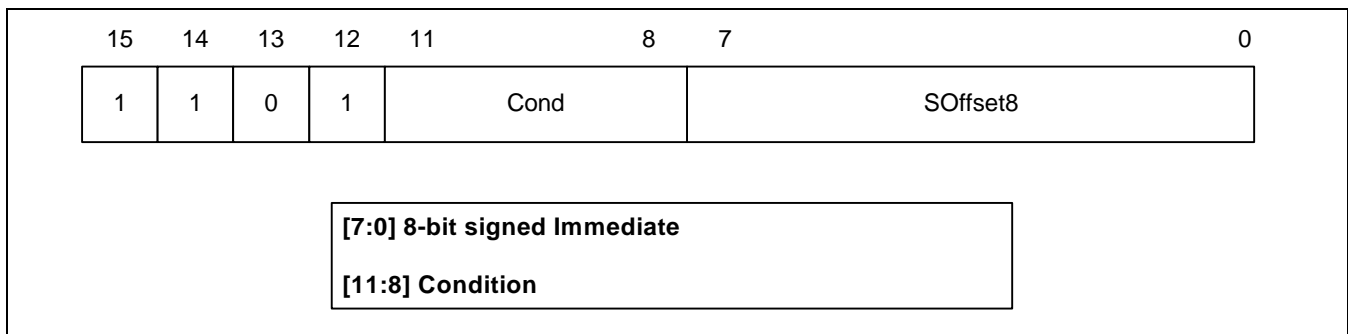 15 14 13 12 11 8 7 0
1 1 0 1 Cond SOffset8
[7:0] 8-bit signed Immediate
[11:8] Condition